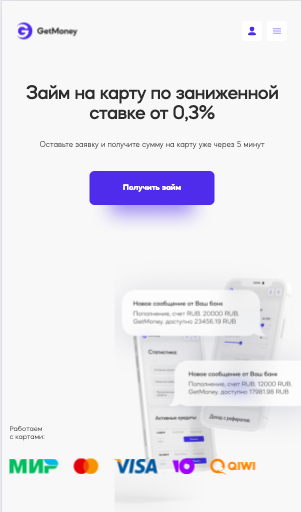 GetMoney
Займ на карту по заниженной
ставке от 0,3%
Оставьте заявку и получите сумму на карту уже через 5 минут
Получить займ
Новое сообщение от Ваш банк
Пополнение, счет RUB, 20000 RUB,
GetMoney, доступно 23456.19 RUB
Статистика
Новое сообщение от Ваш банк
Пополнение, счет RUB, 12000 RUB,
GetMoney, доступно 17981.98 RUB
Активные кредиты
Доход с рефералов
Работаем
с картами:
МИР
VISA
QIWI